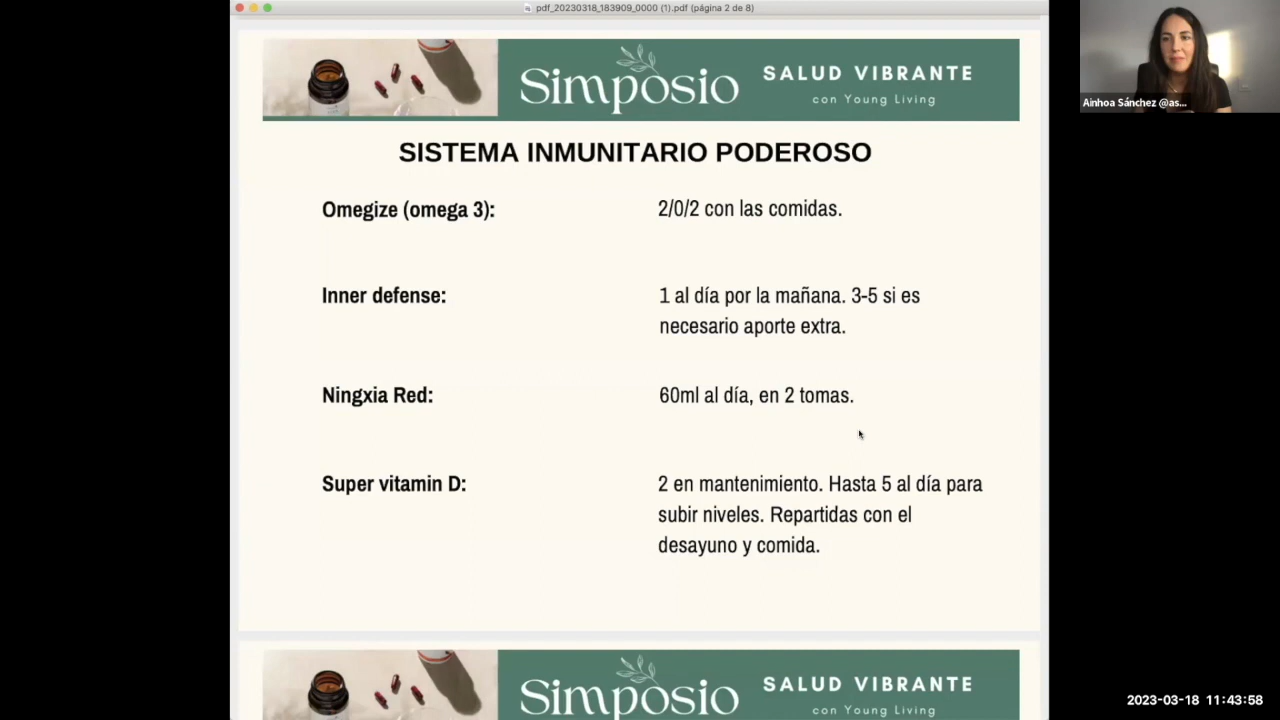 pdf_20230318_183909_0000 (1).pdf (página 2 de 8)
Simposio
SALUD VIBRANTE
con Young Living
Ainhoa Sánchez @as...
SISTEMA INMUNITARIO PODEROSO
Omegize (omega 3): 2/0/2 con las comidas.
Inner defense: 1 al día por la mañana. 3-5 si es
necesario aporte extra.
Ningxia Red: 60ml al día, en 2 tomas.
Super vitamin D: 2 en mantenimiento. Hasta 5 al día para
subir niveles. Repartidas con el
desayuno y comida.
Simposio
SALUD VIBRANTE
con Young Living
2023-03-18 11:43:58